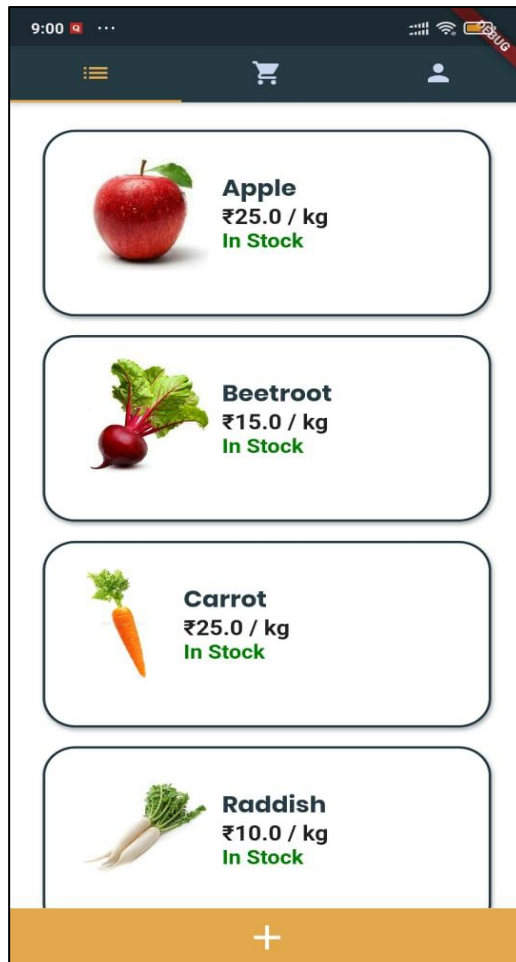 9:00
DEBUG
Apple
₹25.0 / kg
In Stock
Beetroot
₹15.0 / kg
In Stock
Carrot
₹25.0 / kg
In Stock
Raddish
₹10.0 / kg
In Stock